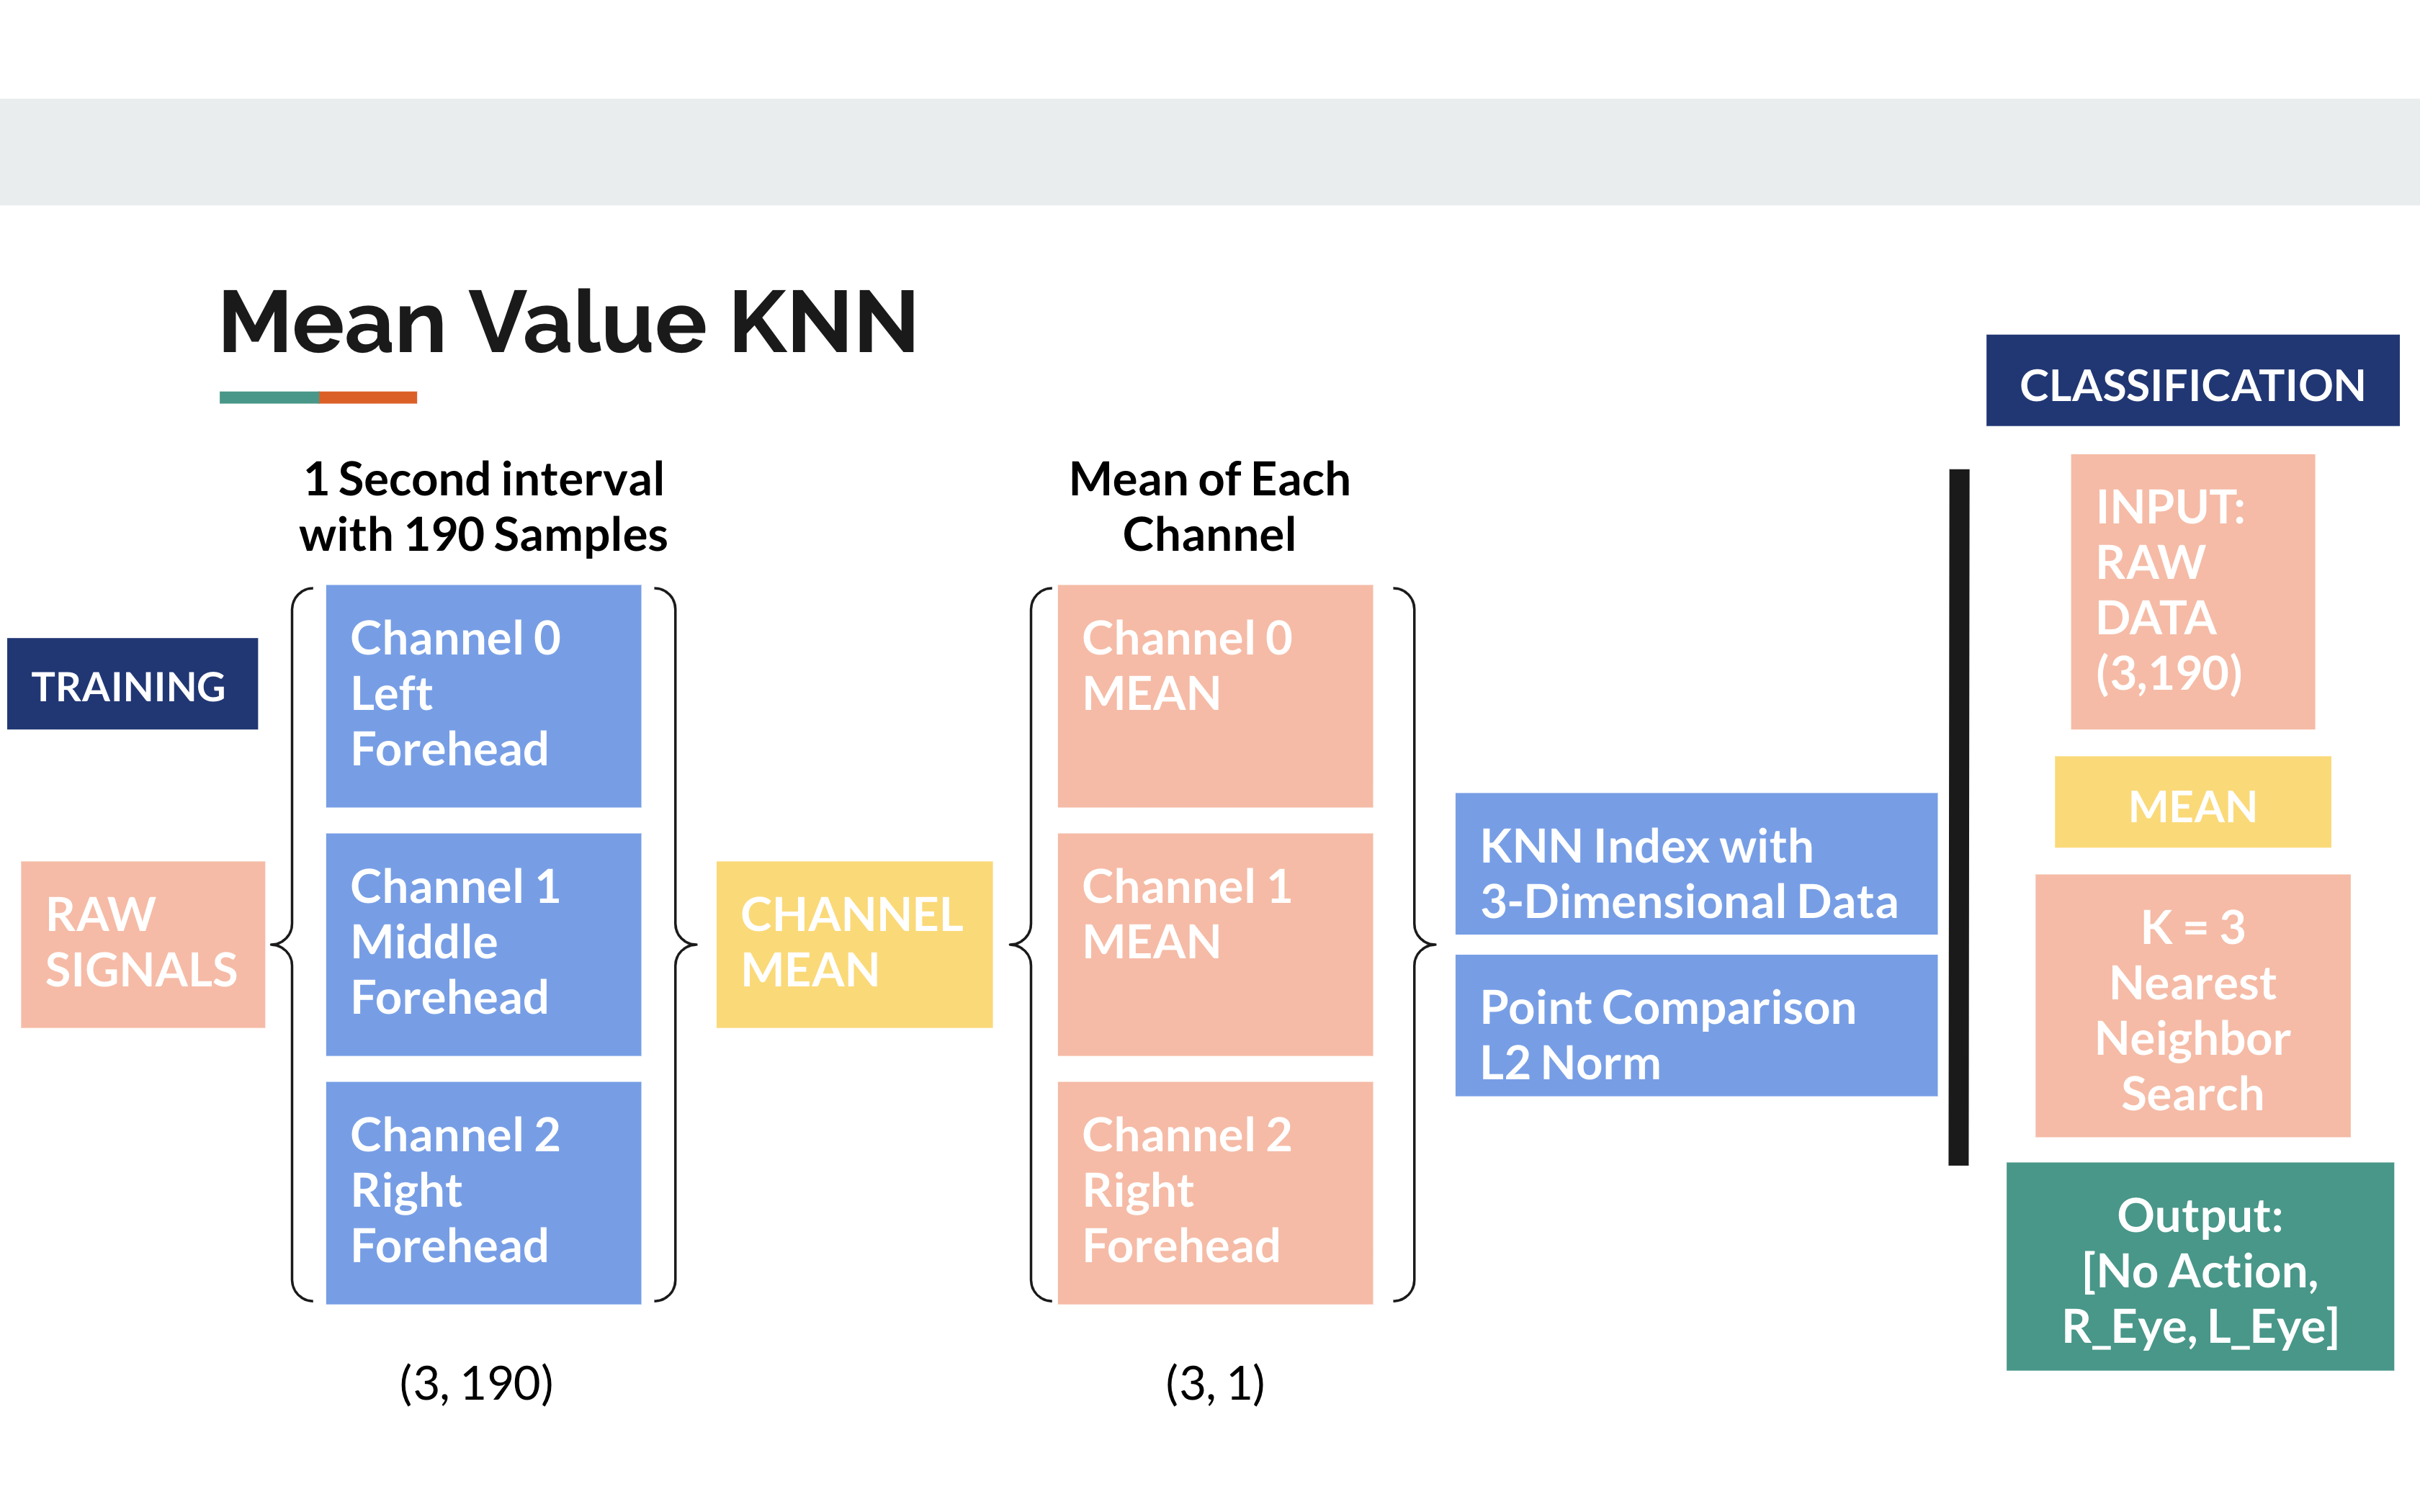 Mean Value KNN
1 Second interval
with 190 Samples
TRAINING
RAW
SIGNALS
Channel 0
Left
Forehead
Channel 1
Middle
Forehead
Channel 2
Right
Forehead
(3, 190)
CHANNEL
MEAN
Mean of Each
Channel
Channel 0
MEAN
Channel 1
MEAN
Channel 2
Right
Forehead
(3, 1)
KNN Index with
3-Dimensional Data
Point Comparison
L2 Norm
CLASSIFICATION
INPUT:
RAW
DATA
(3,190)
MEAN
K = 3
Nearest
Neighbor
Search
Output:
[No Action,
R_Eye, L_Eye]